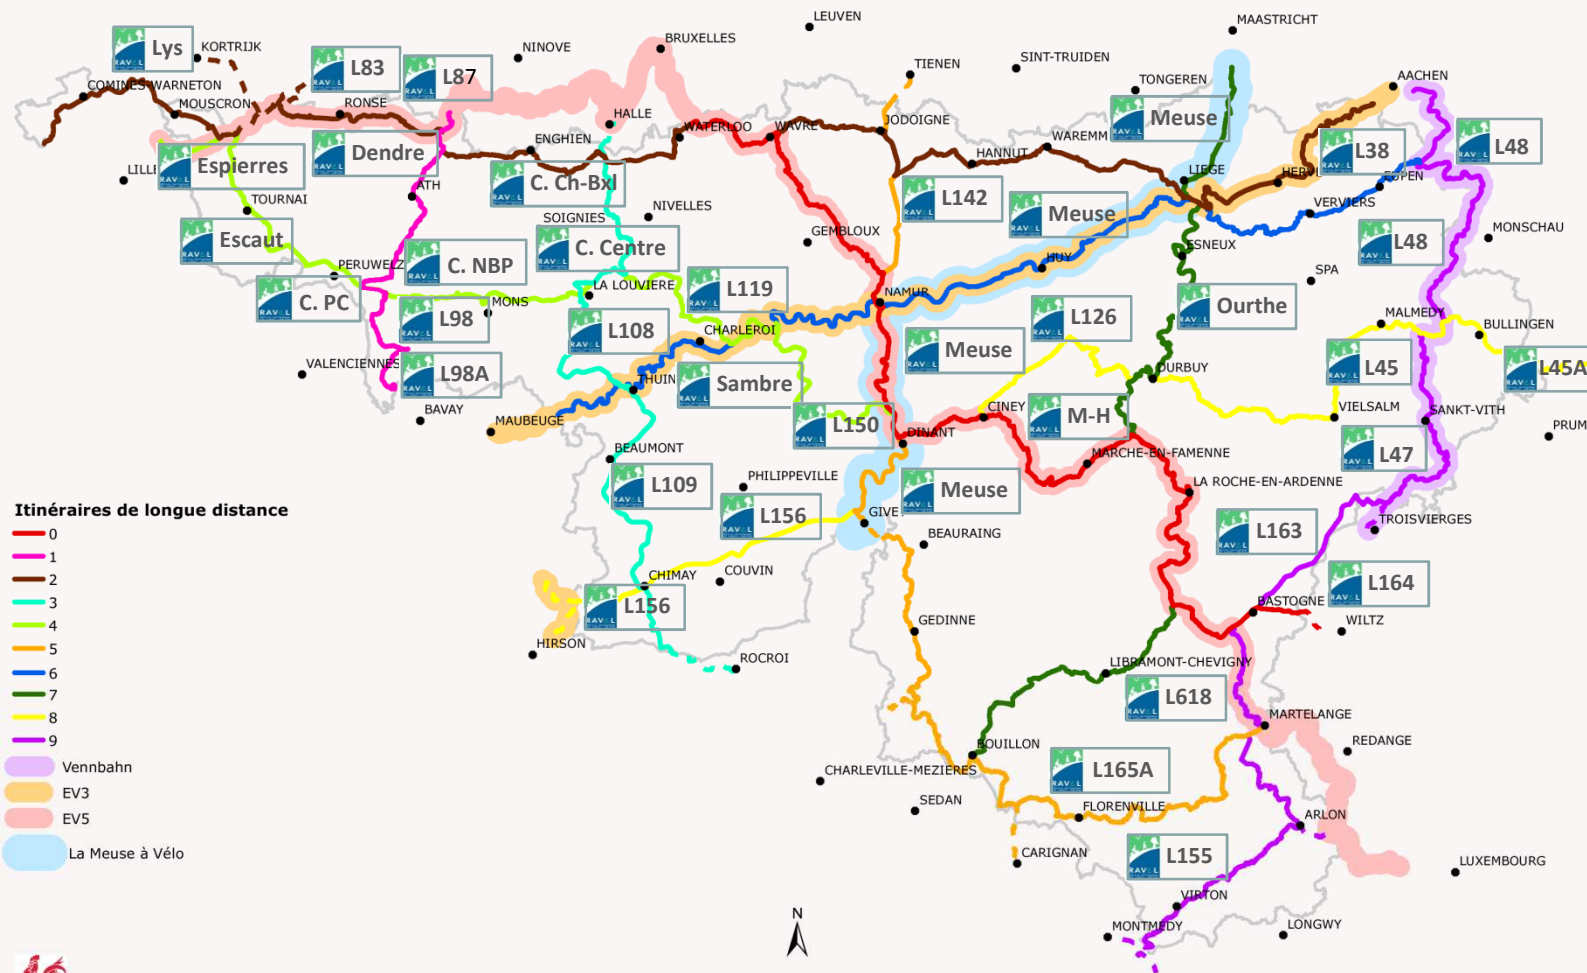 LEUVEN
MAASTRICHT
BRUXELLES
Lys
KORTRIJK
NINOVE
L83
L87
TIENEN
SINT-TRUIDEN
TONGEREN
AACHEN
COMINES-WARNETON
MOUSCRON
RONSE
HALLE
WATERLOO
WAVRE
JODOIGNE
Meuse
WAREMM
L38
L48
ENGHIEN
Dendre
Espierres
LILLE
ATH
C. Ch-Bxl
HANNUT
LIEGE
HERVE
EUPEN
L142
Meuse
VERVIERS
TOURNAI
SOIGNIES
NIVELLES
Escaut
C. NBP
C. Centre
GEMBLOUX
ESNEUX
L48
MONSCHAU
PERUWELZ
HUY
SPA
C. PC
L98
MONS
LA LOUVIERE
L119
NAMUR
Ourthe
L108
CHARLEROI
Meuse
L126
MALMEDY
BULLINGEN
VALENCIENNES
L98A
THUIN
Sambre
DURBUY
L45
L45A
BAVAY
MAUBEUGE
L150
CINEY
M-H
VIELSALM
SANKT-VITH
PRUM
DINANT
BEAUMONT
MARCHE-EN-FAMENNE
L47
L109
PHILIPPEVILLE
Meuse
LA ROCHE-EN-ARDENNE
L156
GIVET
L163
TROISVIERGES
BEAURAING
Itinéraires de longue distance
0
1
2
3
4
5
6
7
8
9
Vennbahn
EV3
EV5
La Meuse à Vélo
CHIMAY
COUVIN
L156
L164
BASTOGNE
WILTZ
HIRSON
ROCROI
GEDINNE
LIBRAMONT-CHEVIGNY
L618
MARTELANGE
REDANGE
BOUILLON
CHARLEVILLE-MEZIERES
L165A
SEDAN
FLORENVILLE
ARLON
CARIGNAN
L155
LUXEMBOURG
VIRTON
MONTMEDY
LONGWY
N